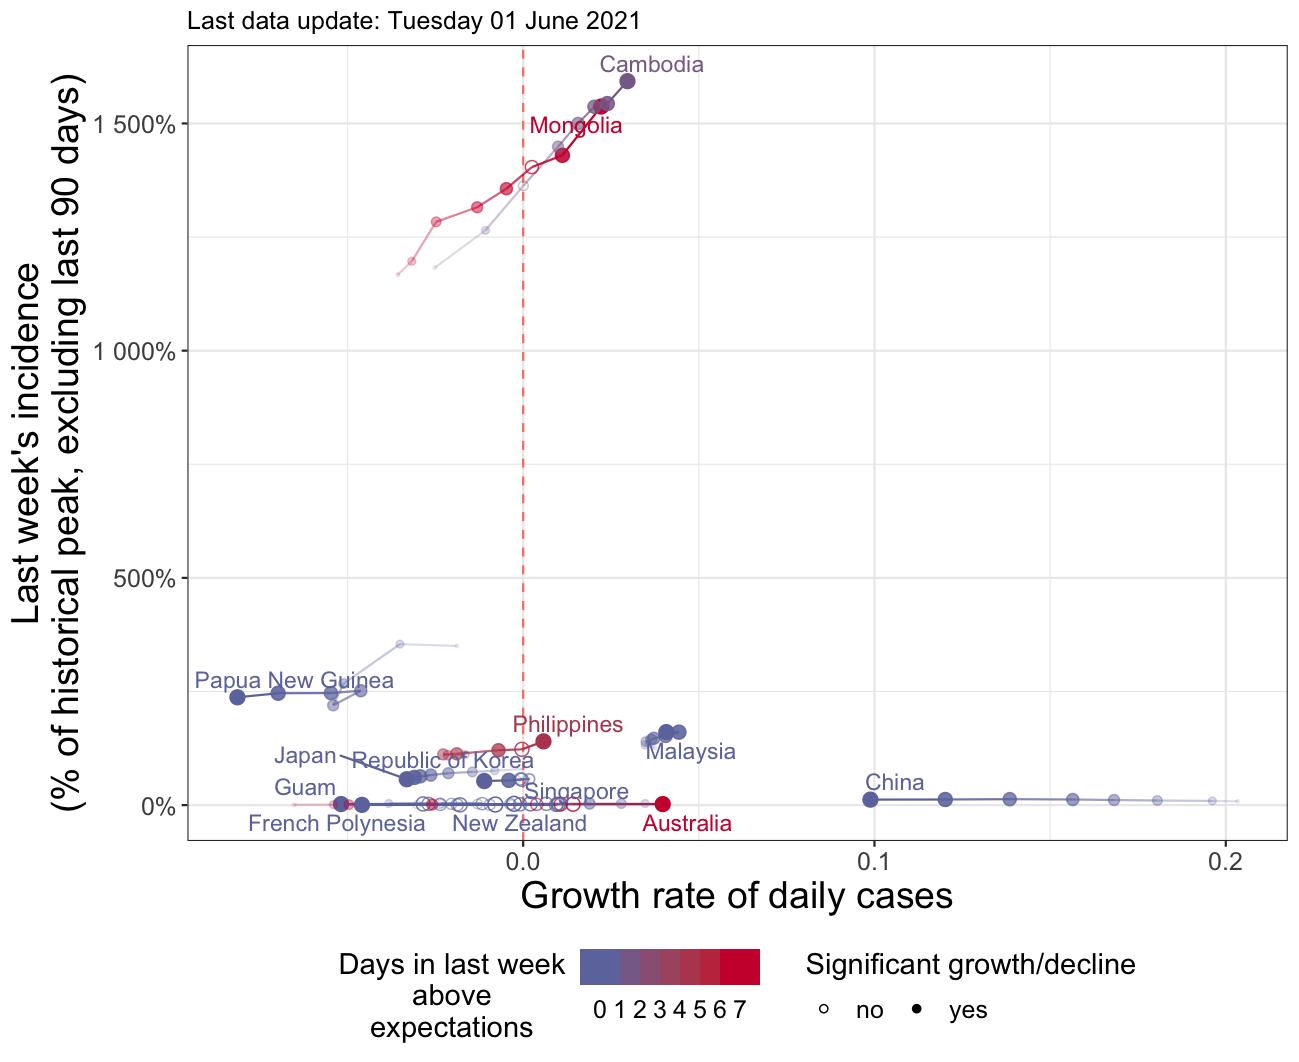 Last data update: Tuesday 01 June 2021
Last week's incidence
(% of historical peak, excluding last 90 days)
1 500%
1 000%
500%
0%
Cambodia
Mongolia
Papua New Guinea
Philippines
Japan
Republic of Korea
Malaysia
Guam
Singapore
China
French Polynesia
New Zealand
Australia
0.0
0.1
0.2
Growth rate of daily cases
Days in last week
above
expectations
0 1 2 3 4 5 6 7
Significant growth/decline
no
yes